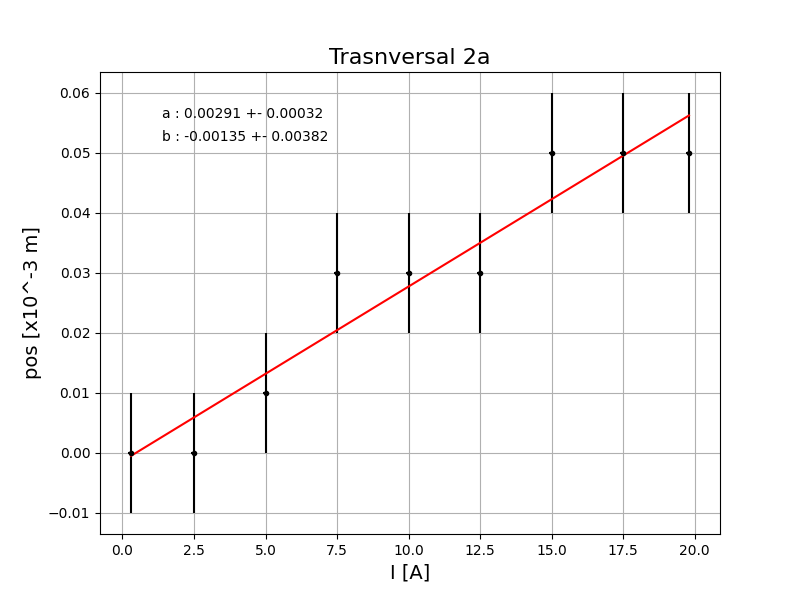 Trasnversal 2a
a : 0.00291 +- 0.00032
b : -0.00135 +- 0.00382
pos [x10^-3 m]
0.06
0.05
0.04
0.03
0.02
0.01
0.00
−0.01
0.0 2.5 5.0 7.5 10.0 12.5 15.0 17.5 20.0
I [A]